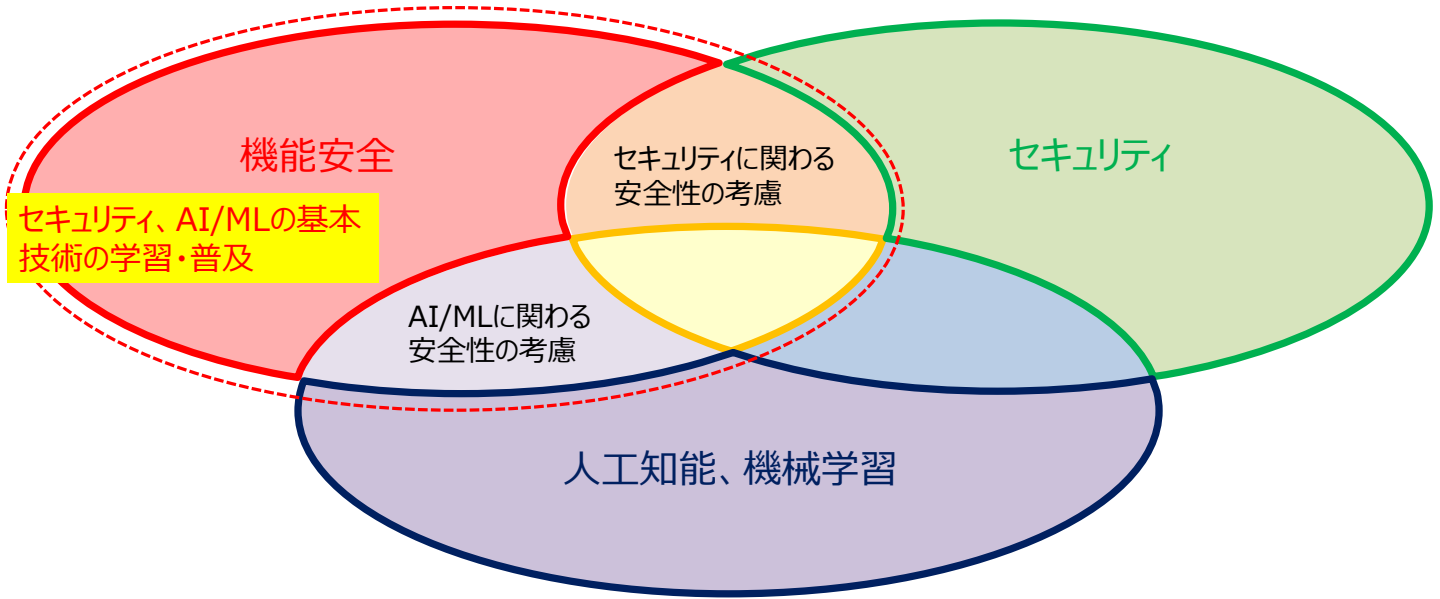 機能安全
セキュリティに関わる
安全性の考慮
セキュリティ
セキュリティ、AI/MLの基本
技術の学習・普及
AI/MLに関わる
安全性の考慮
人工知能、機械学習